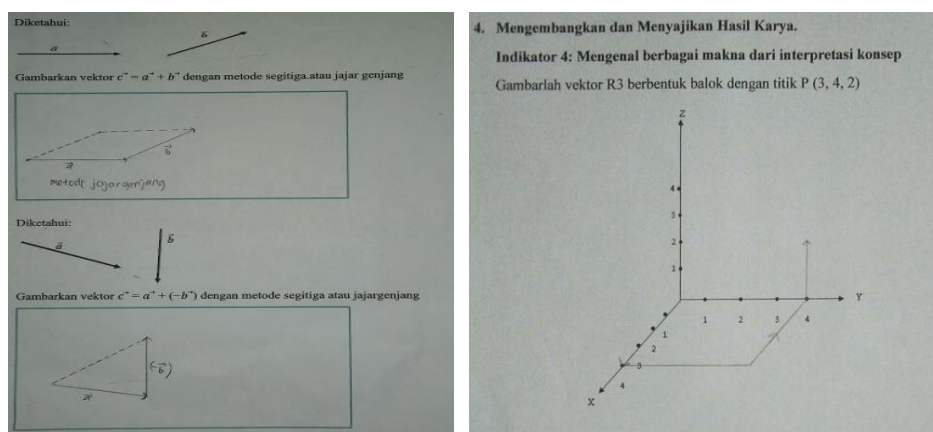 Diketahui:
a
b
Gambarkan vektor c→ = a→ + b→ dengan metode segitiga atau jajar genjang
a
b
metode jajar genjang
Diketahui:
a
b
Gambarkan vektor c→ = a→ + (−b→) dengan metode segitiga atau jajargenjang
(-b)
a
4. Mengembangkan dan Menyajikan Hasil Karya.
Indikator 4: Mengenal berbagai makna dari interpretasi konsep
Gambarlah vektor R3 berbentuk balok dengan titik P (3, 4, 2)
Z
4
3
2
1
Y
1 2 3 4
1
2
3
4
X